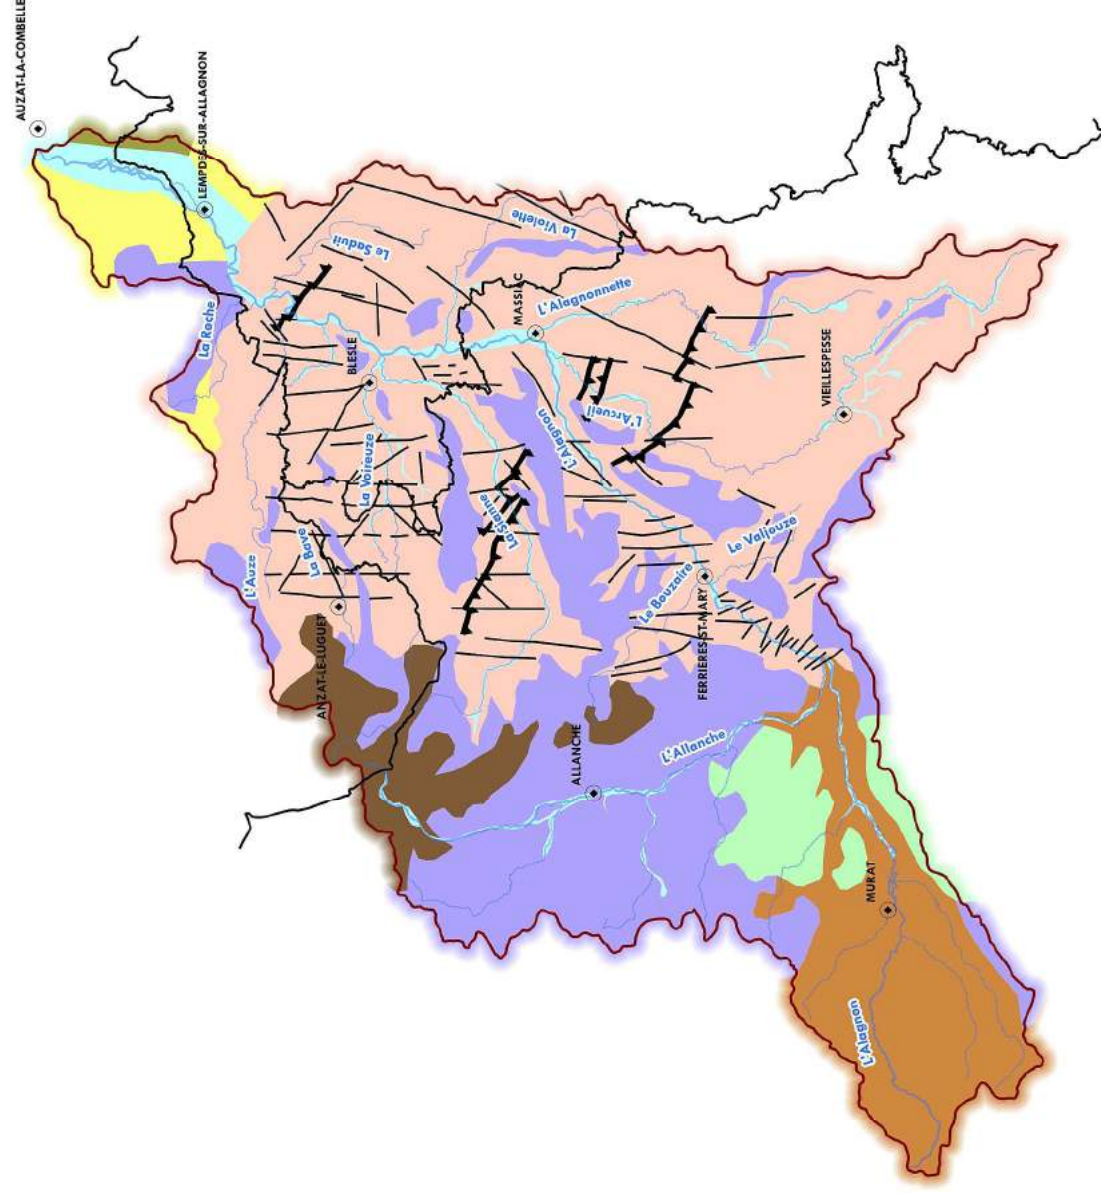 AUZAT-LA-COMBELLE
LEMPDES-SUR-ALLAGNON
La Roche
Le Saduit
La Violette
MASSIAC
L'Alagnonnette
BLESLE
VIEILLESPESSE
L'Arcueil
L'Alagnon
La Voireuze
La Sianne
L'Auze
La Bave
Le Valjouze
Le Bouzaire
ANZAT-LE-LUGUET
FERRIERES-ST-MARY
ALLANCHE
L'Allanche
MURAT
L'Alagnon